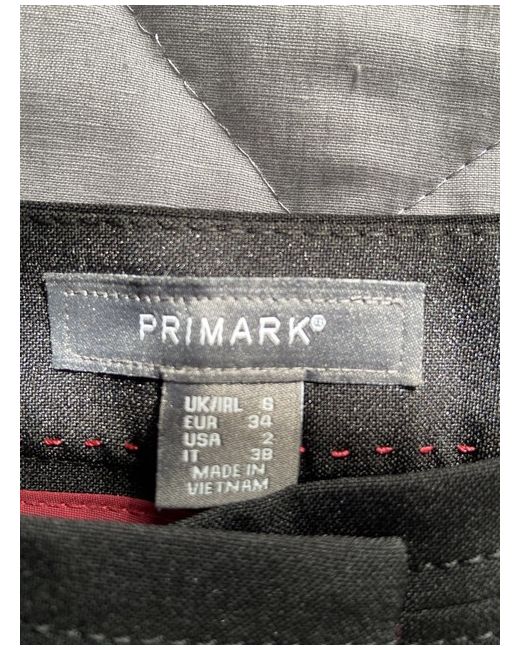 PRIMARK®
UK/IRL 6
EUR 34
USA 2
IT 38
MADE IN
VIETNAM